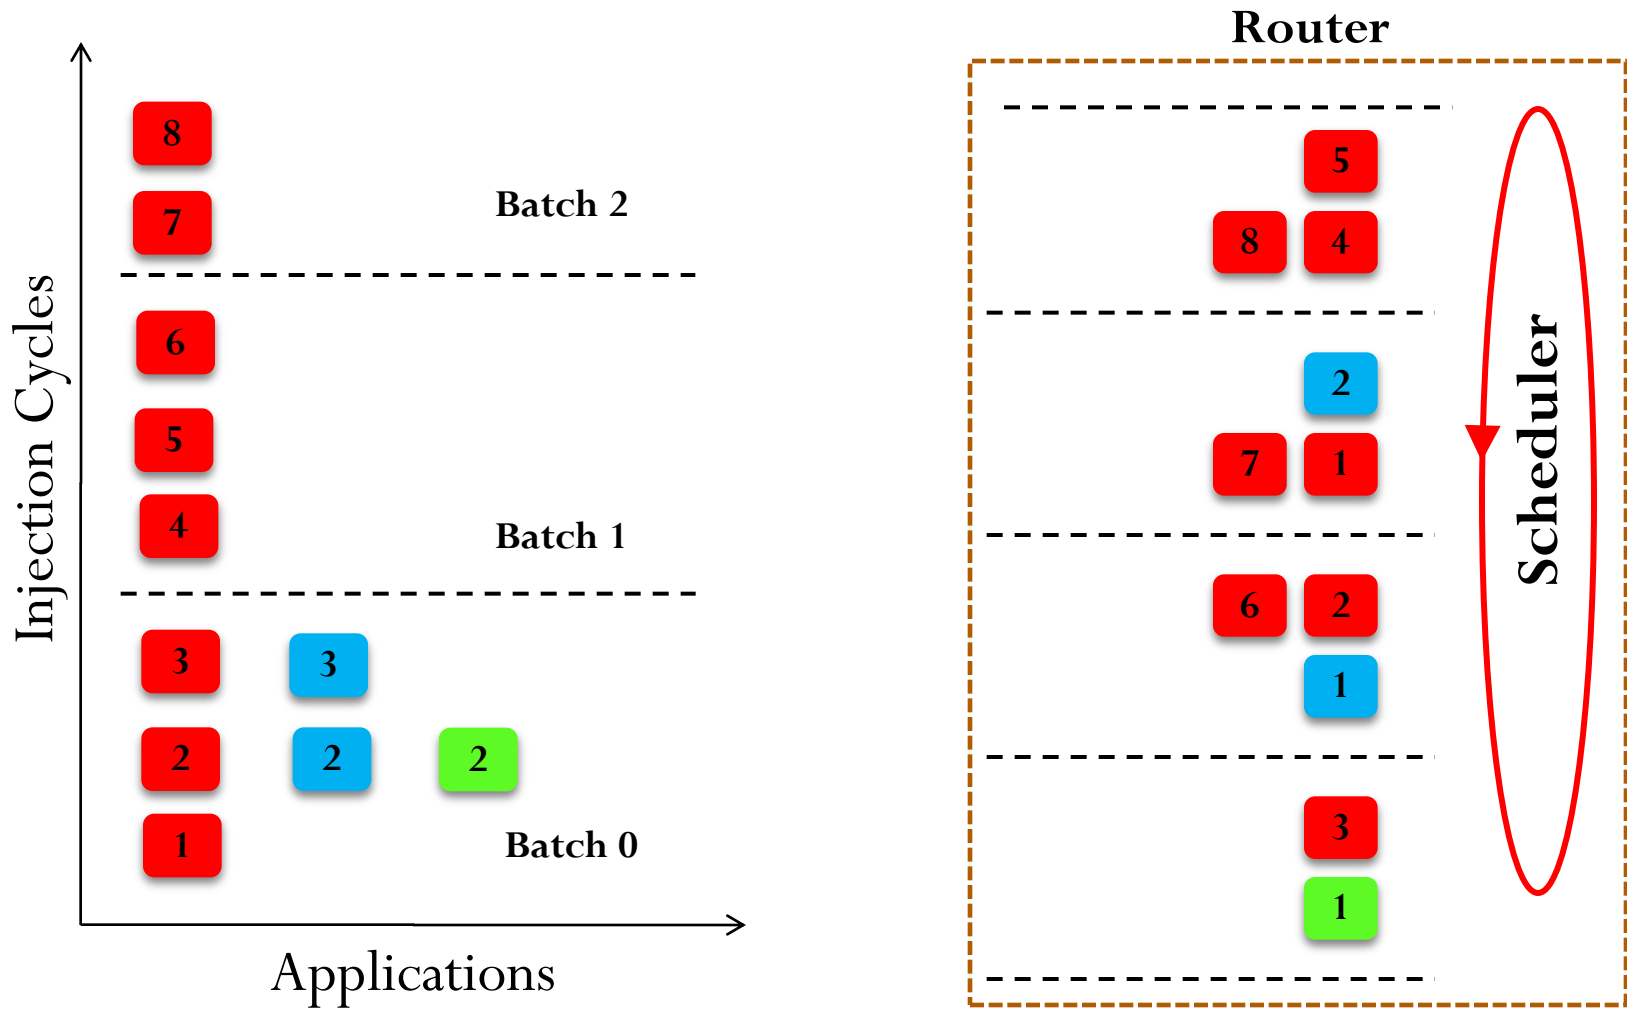 Router
8
7
Batch 2
6
5
4
Batch 1
3 3
2 2 2
1
Batch 0
Injection Cycles
Applications
5
8 4
2
7 1
6 2
1
3
1
Scheduler